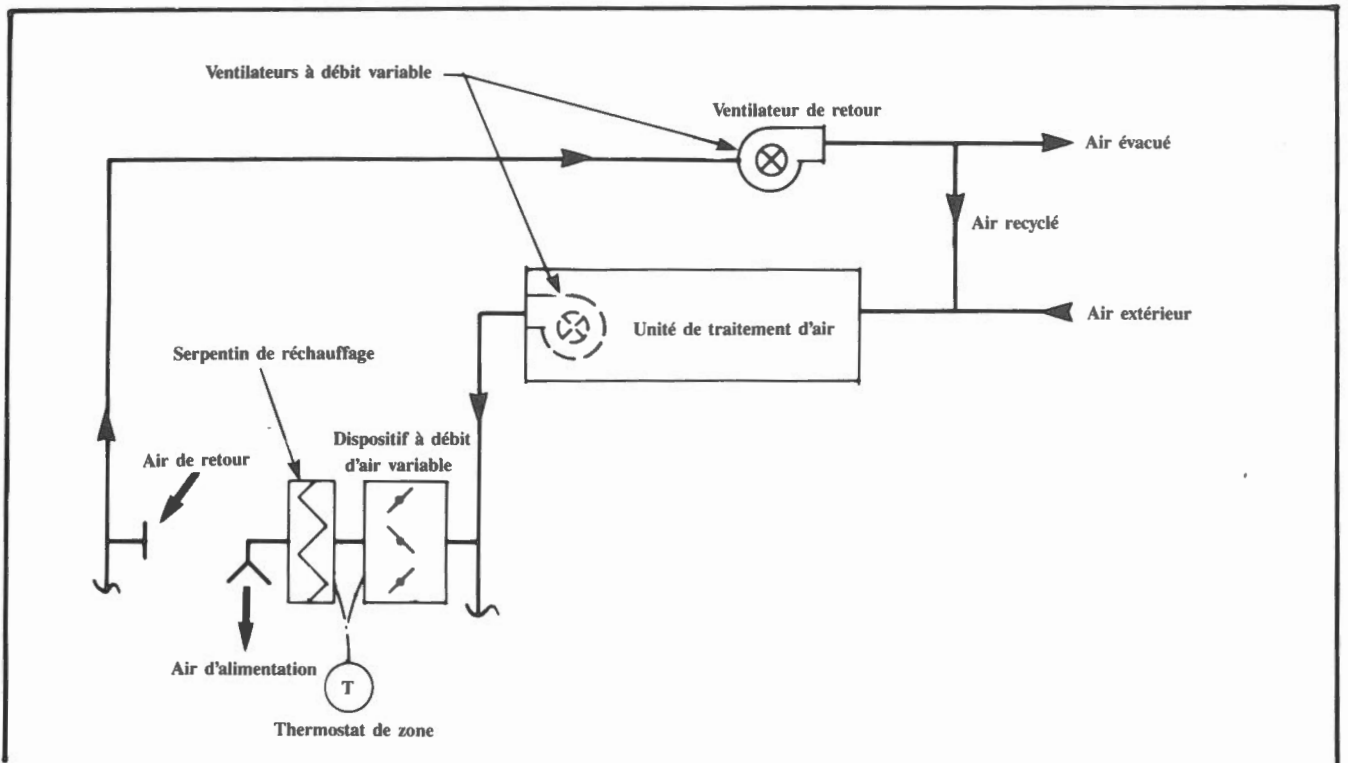 Ventilateurs à débit variable
Ventilateur de retour
Air évacué
Air recyclé
Unité de traitement d'air
Air extérieur
Serpentin de réchauffage
Dispositif à débit
d'air variable
Air de retour
Air d'alimentation
T
Thermostat de zone